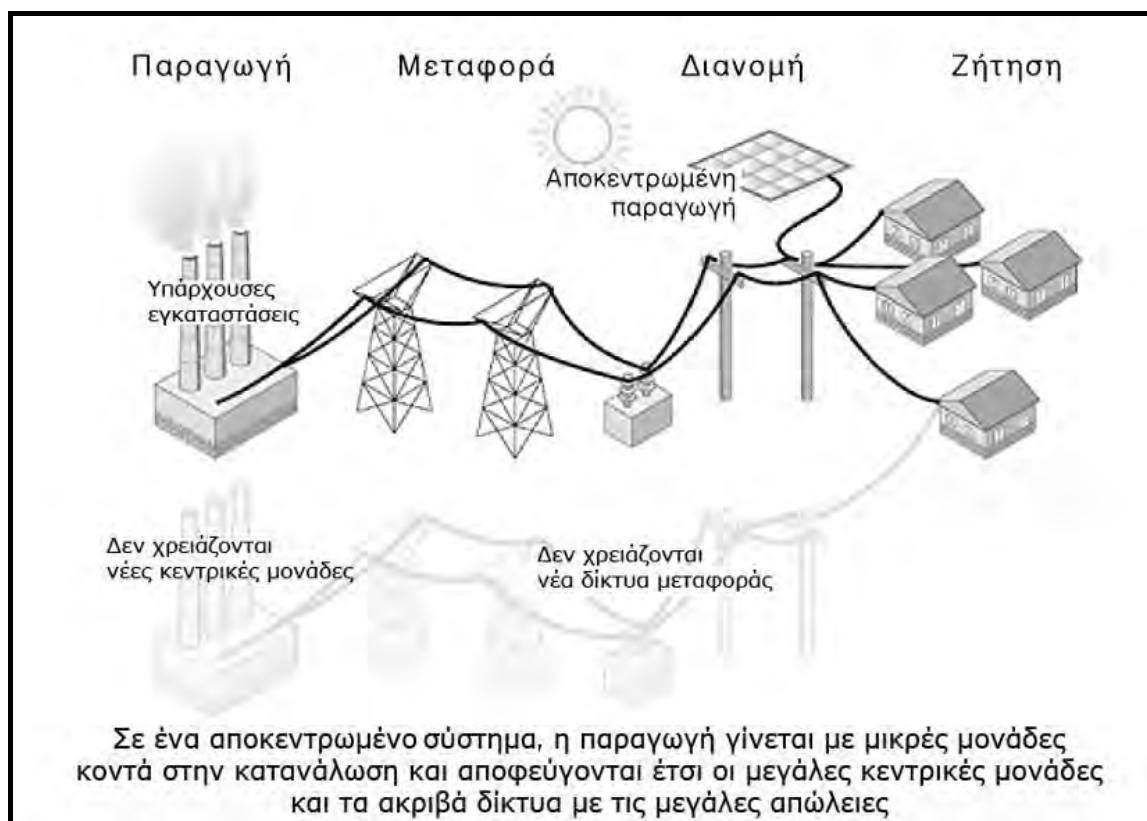 Παραγωγή Μεταφορά Διανομή Ζήτηση
Αποκεντρωμένη
παραγωγή
Υπάρχουσες
εγκαταστάσεις
Δεν χρειάζονται
νέες κεντρικές μονάδες
Δεν χρειάζονται
νέα δίκτυα μεταφοράς
Σε ένα αποκεντρωμένο σύστημα, η παραγωγή γίνεται με μικρές μονάδες
κοντά στην κατανάλωση και αποφεύγονται έτσι οι μεγάλες κεντρικές μονάδες
και τα ακριβά δίκτυα με τις μεγάλες απώλειες